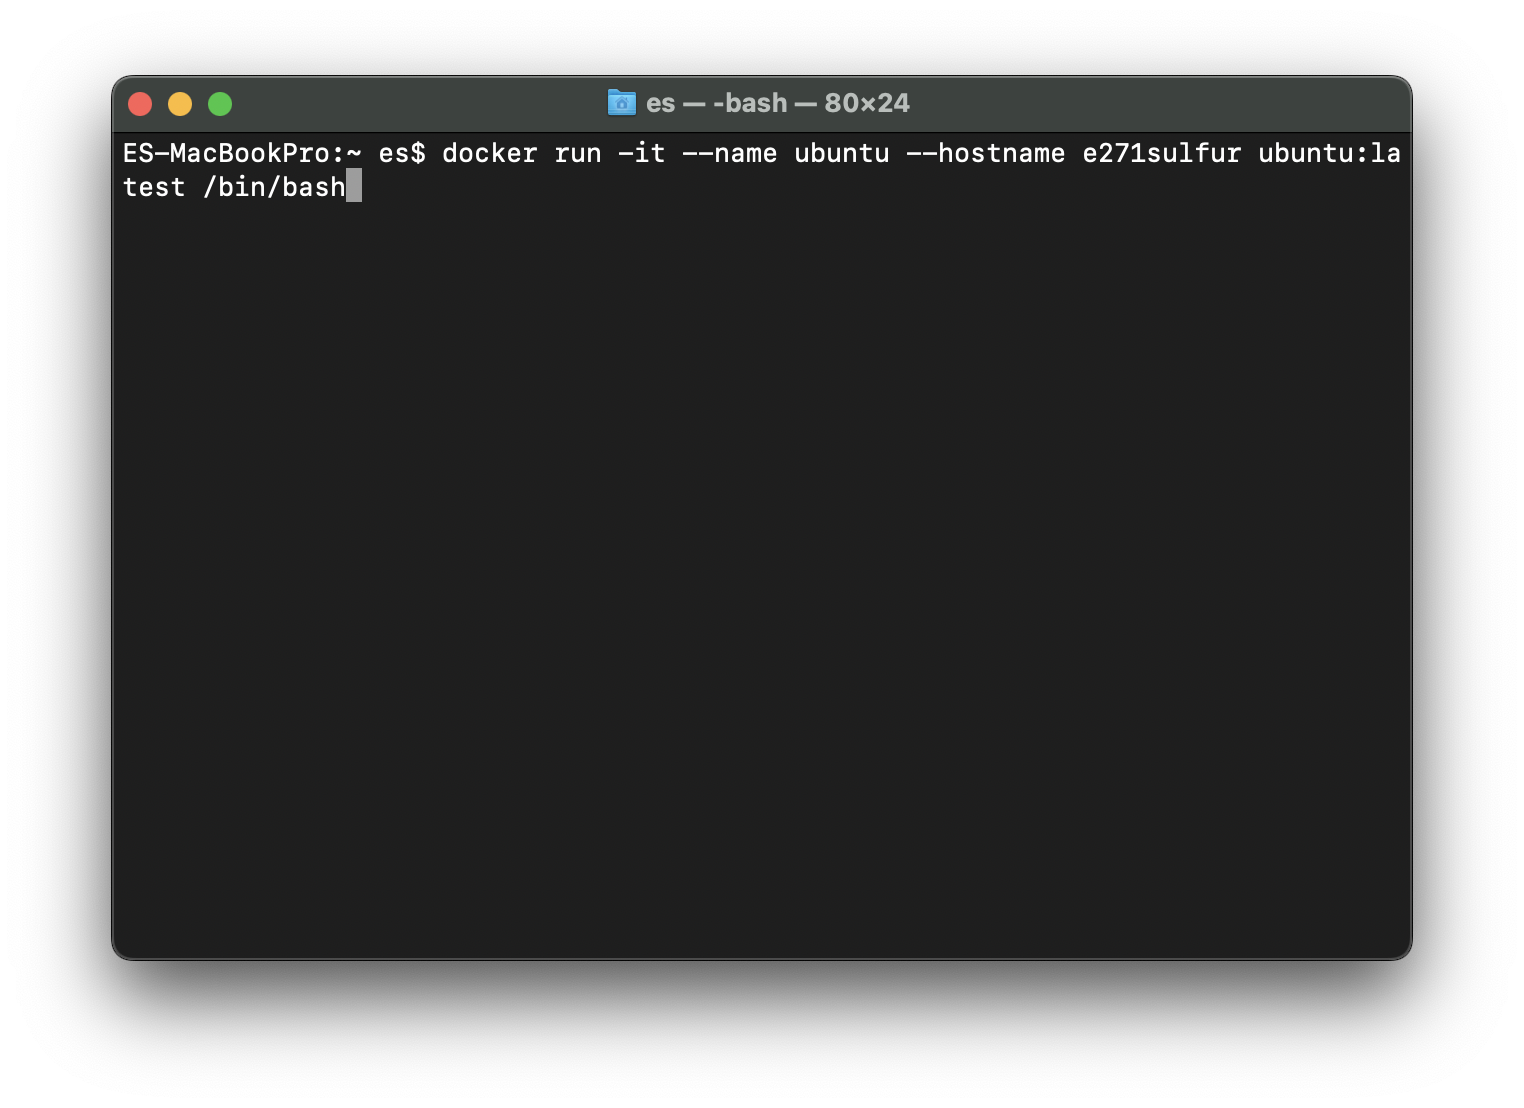 es — -bash — 80×24
ES-MacBookPro:~ es$ docker run -it --name ubuntu --hostname e271sulfur ubuntu:la
test /bin/bash